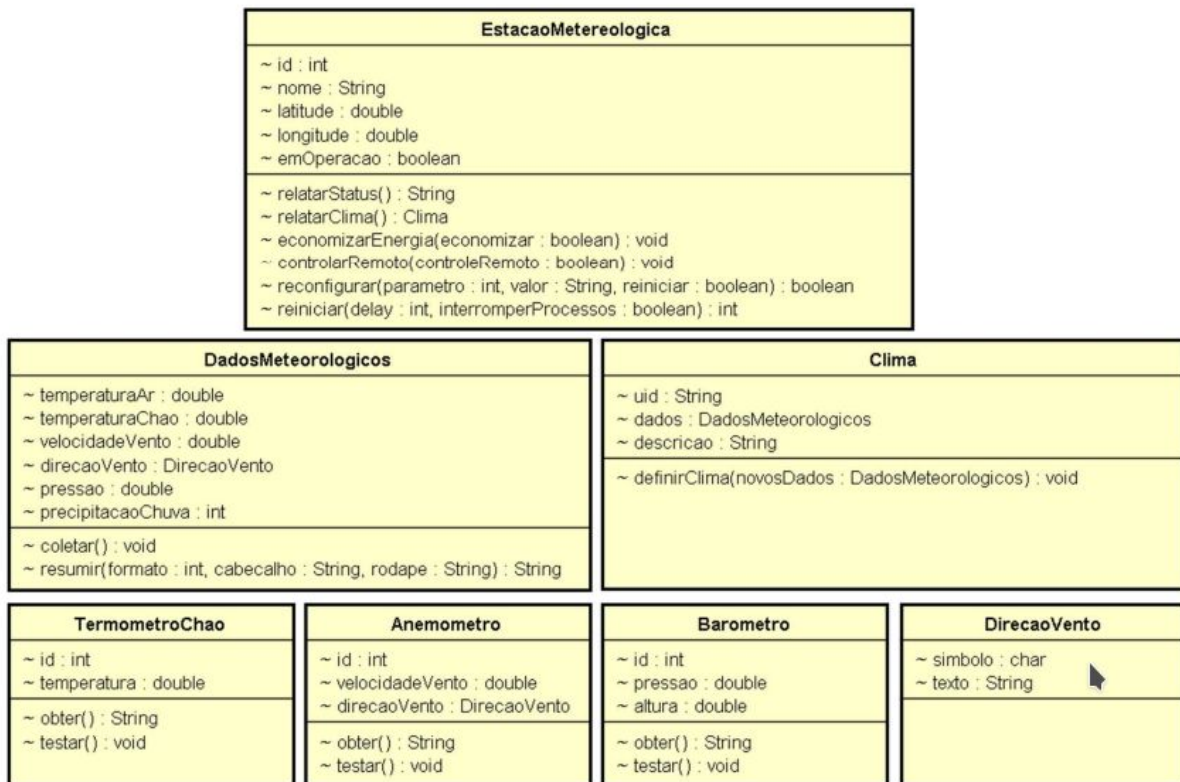 EstacaoMetereologica
~ id : int
~ nome : String
~ latitude : double
~ longitude : double
~ emOperacao : boolean
~ relatarStatus() : String
~ relatarClima() : Clima
~ economizarEnergia(economizar : boolean) : void
~ controlarRemoto(controleRemoto : boolean) : void
~ reconfigurar(parametro : int, valor : String, reiniciar : boolean) : boolean
~ reiniciar(delay : int, interromperProcessos : boolean) : int
DadosMeteorologicos
~ temperaturaAr : double
~ temperaturaChao : double
~ velocidadeVento : double
~ direcaoVento : DirecaoVento
~ pressao : double
~ precipitacaoChuva : int
~ coletar() : void
~ resumir(formato : int, cabecalho : String, rodape : String) : String
Clima
~ uid : String
~ dados : DadosMeteorologicos
~ descricao : String
~ definirClima(novosDados : DadosMeteorologicos) : void
TermometroChao
~ id : int
~ temperatura : double
~ obter() : String
~ testar() : void
Anemometro
~ id : int
~ velocidadeVento : double
~ direcaoVento : DirecaoVento
~ obter() : String
~ testar() : void
Barometro
~ id : int
~ pressao : double
~ altura : double
~ obter() : String
~ testar() : void
DirecaoVento
~ simbolo : char
~ texto : String